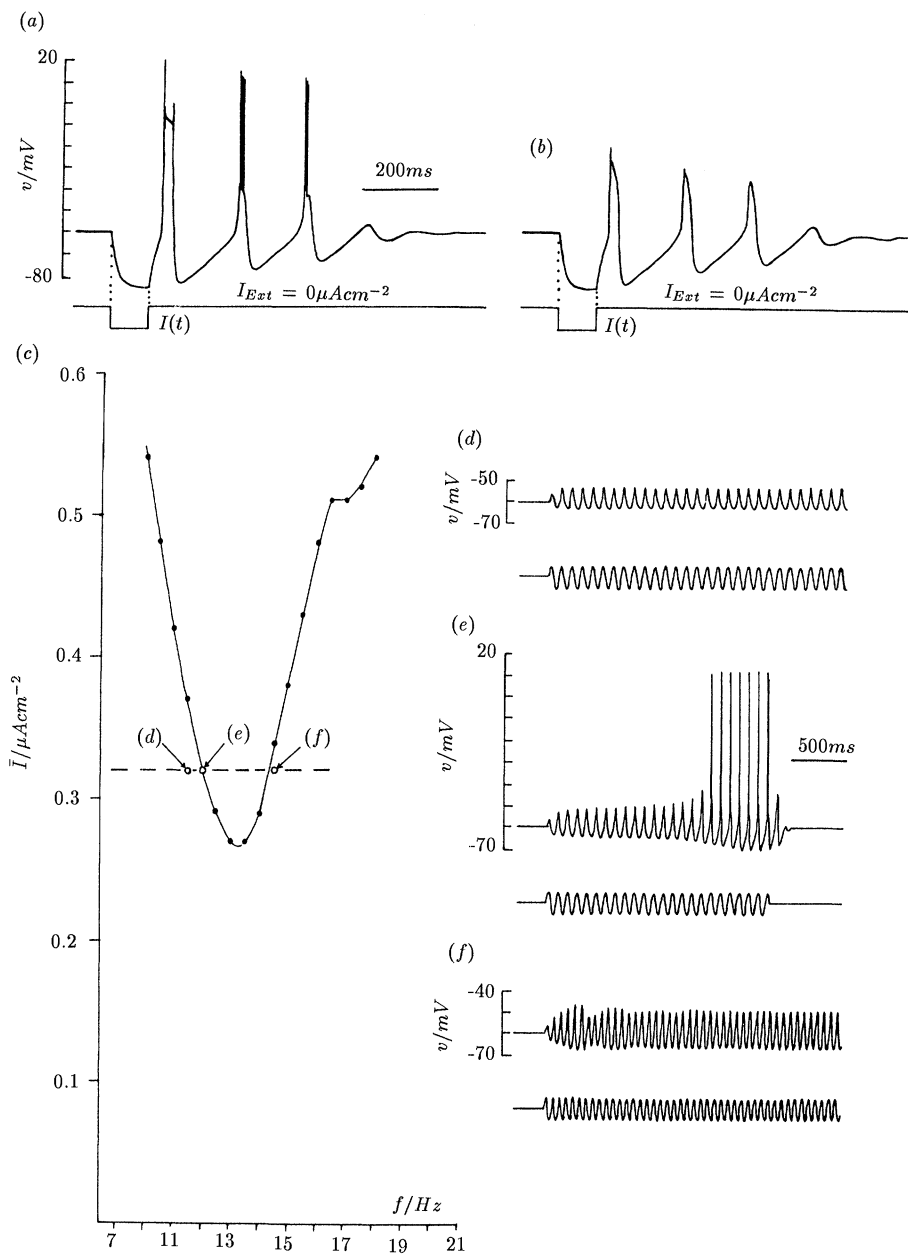 (a)
20
v/mV
-80
200ms
I_Ext = 0μAcm⁻²
I(t)
(b)
I_Ext = 0μAcm⁻²
I(t)
(c)
0.6
0.5
0.4
0.3
0.2
0.1
Ī/μAcm⁻²
(d)
(e)
(f)
f/Hz
7 11 13 15 19 21
(d)
-50
-70
v/mV
(e)
20
-70
v/mV
500ms
(f)
-40
-70
v/mV